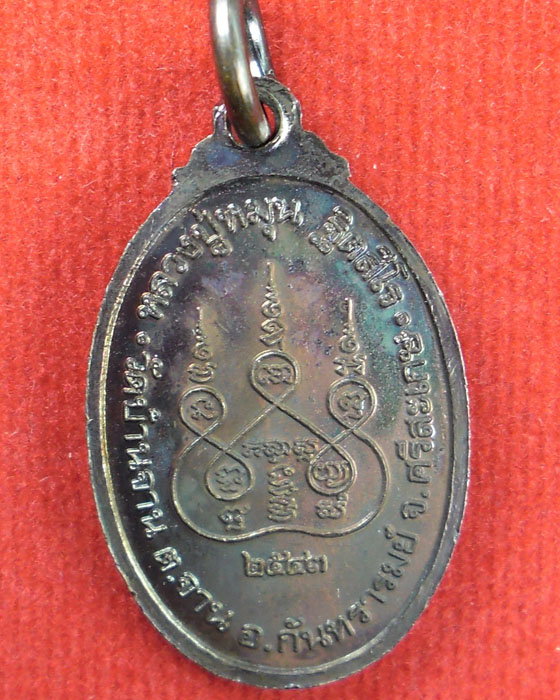 หลวงปู่หมุน ฐิตสีโล
วัดบ้านจาน ต.จาน อ.กันทรารมย์ จ.ศรีสะเกษ
๒๕๔๓